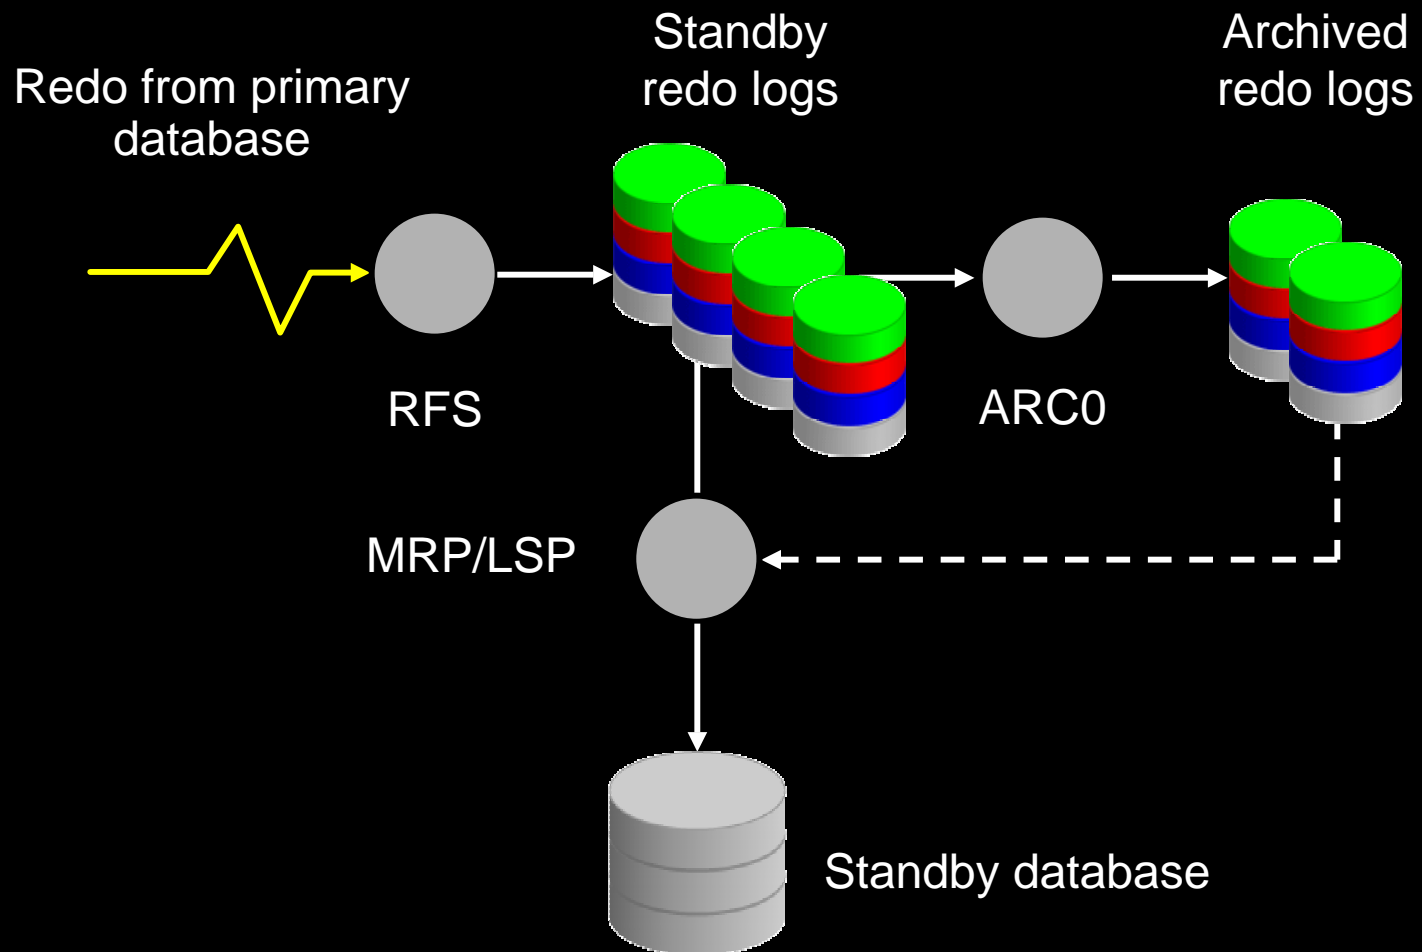 Redo from primary
database
Standby
redo logs
Archived
redo logs
RFS
ARC0
MRP/LSP
Standby database